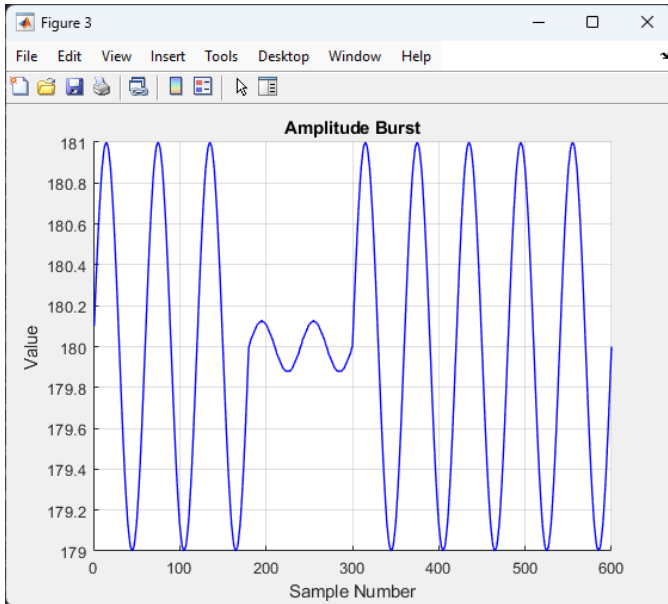 Figure 3
File Edit View Insert Tools Desktop Window Help
Amplitude Burst
181
180.8
180.6
180.4
180.2
180
179.8
179.6
179.4
179.2
179
Value
0 100 200 300 400 500 600
Sample Number